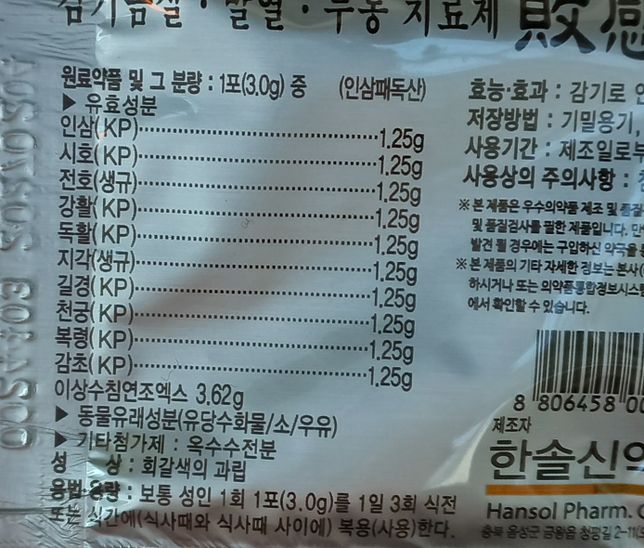 치료제
원료약품 및 그 분량 : 1포(3.0g) 중 (인삼패독산)
▶ 유효성분
인삼(KP)··················1.25g
시호(KP)··················1.25g
전호(생규)··················1.25g
강활(KP)··················1.25g
독활(KP)··················1.25g
지각(생규)··················1.25g
길경(KP)··················1.25g
천궁(KP)··················1.25g
복령(KP)··················1.25g
감초(KP)··················1.25g
이상수침연조엑스 3.62g
▶ 동물유래성분(유당수화물/소/우유)
▶ 기타첨가제 : 옥수수전분
성 상 : 회갈색의 과립
용법·용량 : 보통 성인 1회 1포(3.0g)를 1일 3회 식전
또는 식간에(식사때와 식사때 사이에) 복용(사용)한다.
효능·효과 : 감기로
저장방법 : 기밀용기
사용기간 : 제조일로부
사용상의 주의사항 :
※ 본 제품은 우수의약품 제조 및 품질
및 품질검사를 필한 제품입니다. 만
발견 될 경우에는 구입하신 약국을
※ 본 제품의 기타 자세한 정보는 본사
하시거나 또는 의약품통합정보시스템
에서 확인할 수 있습니다.
8 806458 00
제조자
한솔신약
Hansol Pharm.
충북 음성군 금왕읍